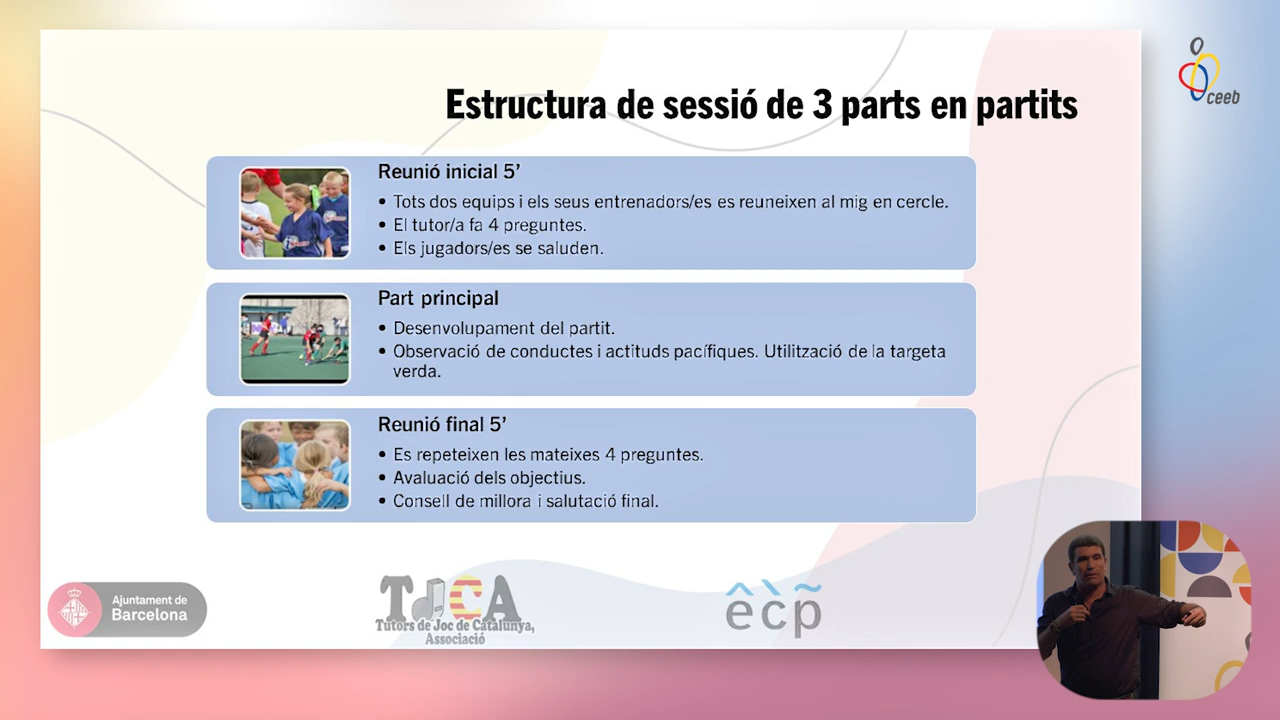 ceeb
Estructura de sessió de 3 parts en partits
Reunió inicial 5’
• Tots dos equips i els seus entrenadors/es es reuneixen al mig en cercle.
• El tutor/a fa 4 preguntes.
• Els jugadors/es se saluden.
Part principal
• Desenvolupament del partit.
• Observació de conductes i actituds pacífiques. Utilització de la targeta
verda.
Reunió final 5’
• Es repeteixen les mateixes 4 preguntes.
• Avaluació dels objectius.
• Consell de millora i salutació final.
Ajuntament de
Barcelona
TJCA
Tutors de Joc de Catalunya,
Associació
ecp